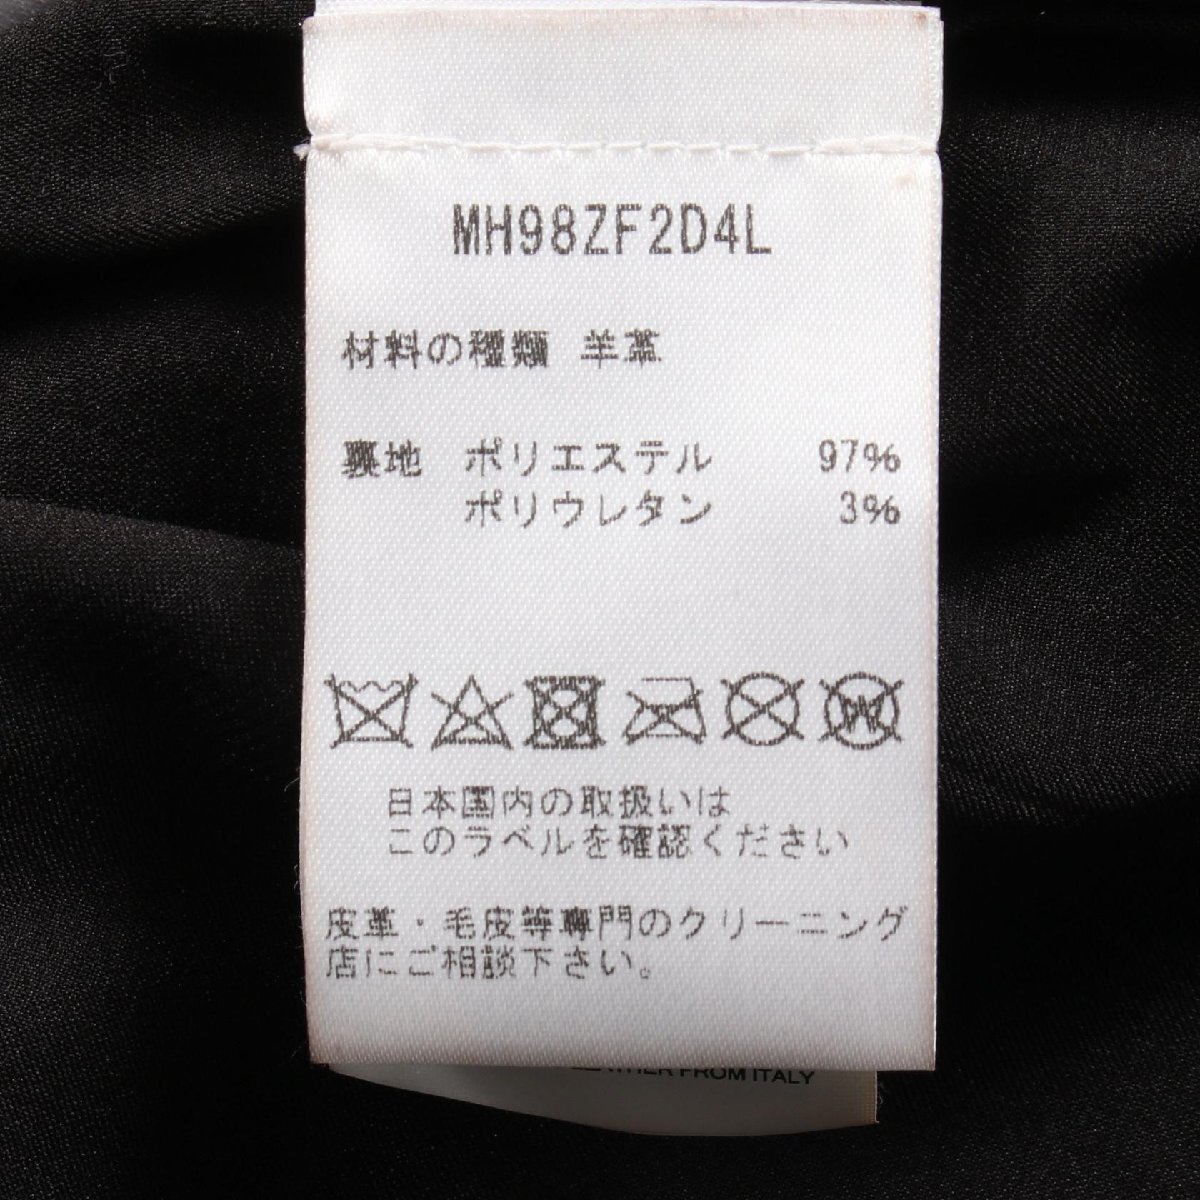 MH98ZF2D4L
材料の種類 羊革
裏地 ポリエステル 97%
ポリウレタン 3%
日本国内の取扱いは
このラベルを確認ください
皮革・毛皮等専門のクリーニング
店にご相談下さい。
FROM ITALY